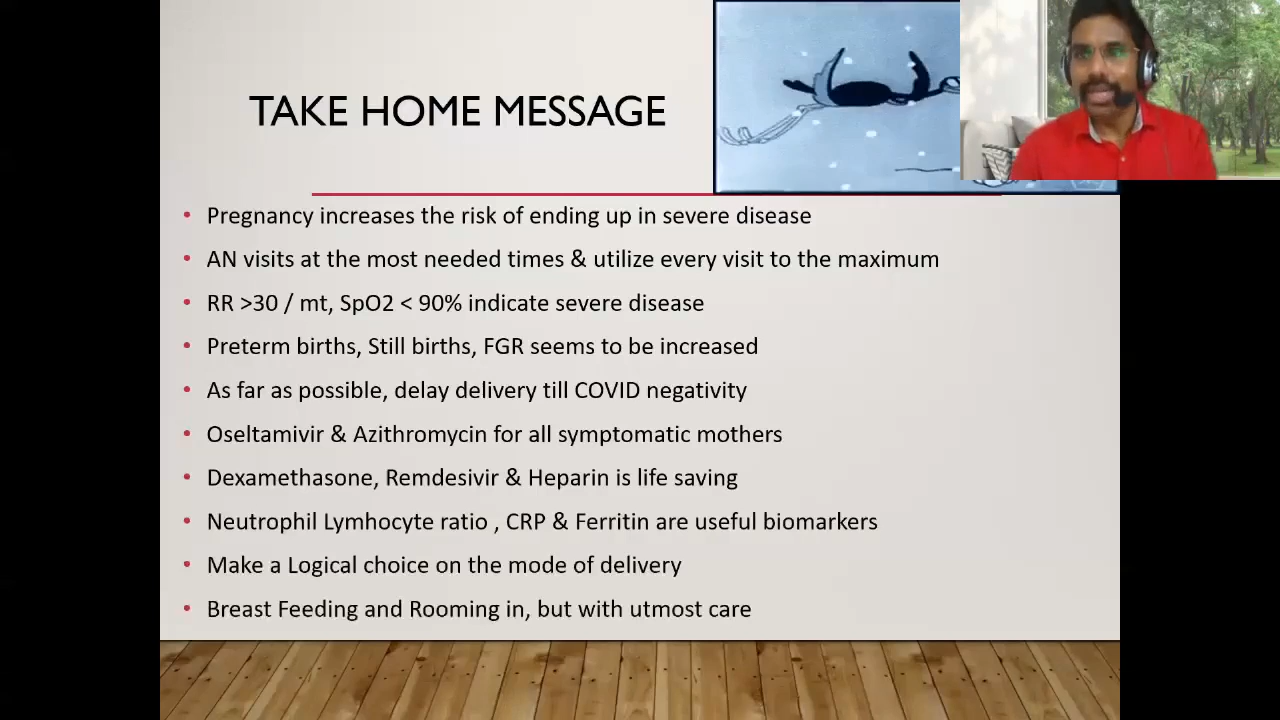 TAKE HOME MESSAGE
• Pregnancy increases the risk of ending up in severe disease
• AN visits at the most needed times & utilize every visit to the maximum
• RR >30 / mt, SpO2 < 90% indicate severe disease
• Preterm births, Still births, FGR seems to be increased
• As far as possible, delay delivery till COVID negativity
• Oseltamivir & Azithromycin for all symptomatic mothers
• Dexamethasone, Remdesivir & Heparin is life saving
• Neutrophil Lymhocyte ratio , CRP & Ferritin are useful biomarkers
• Make a Logical choice on the mode of delivery
• Breast Feeding and Rooming in, but with utmost care